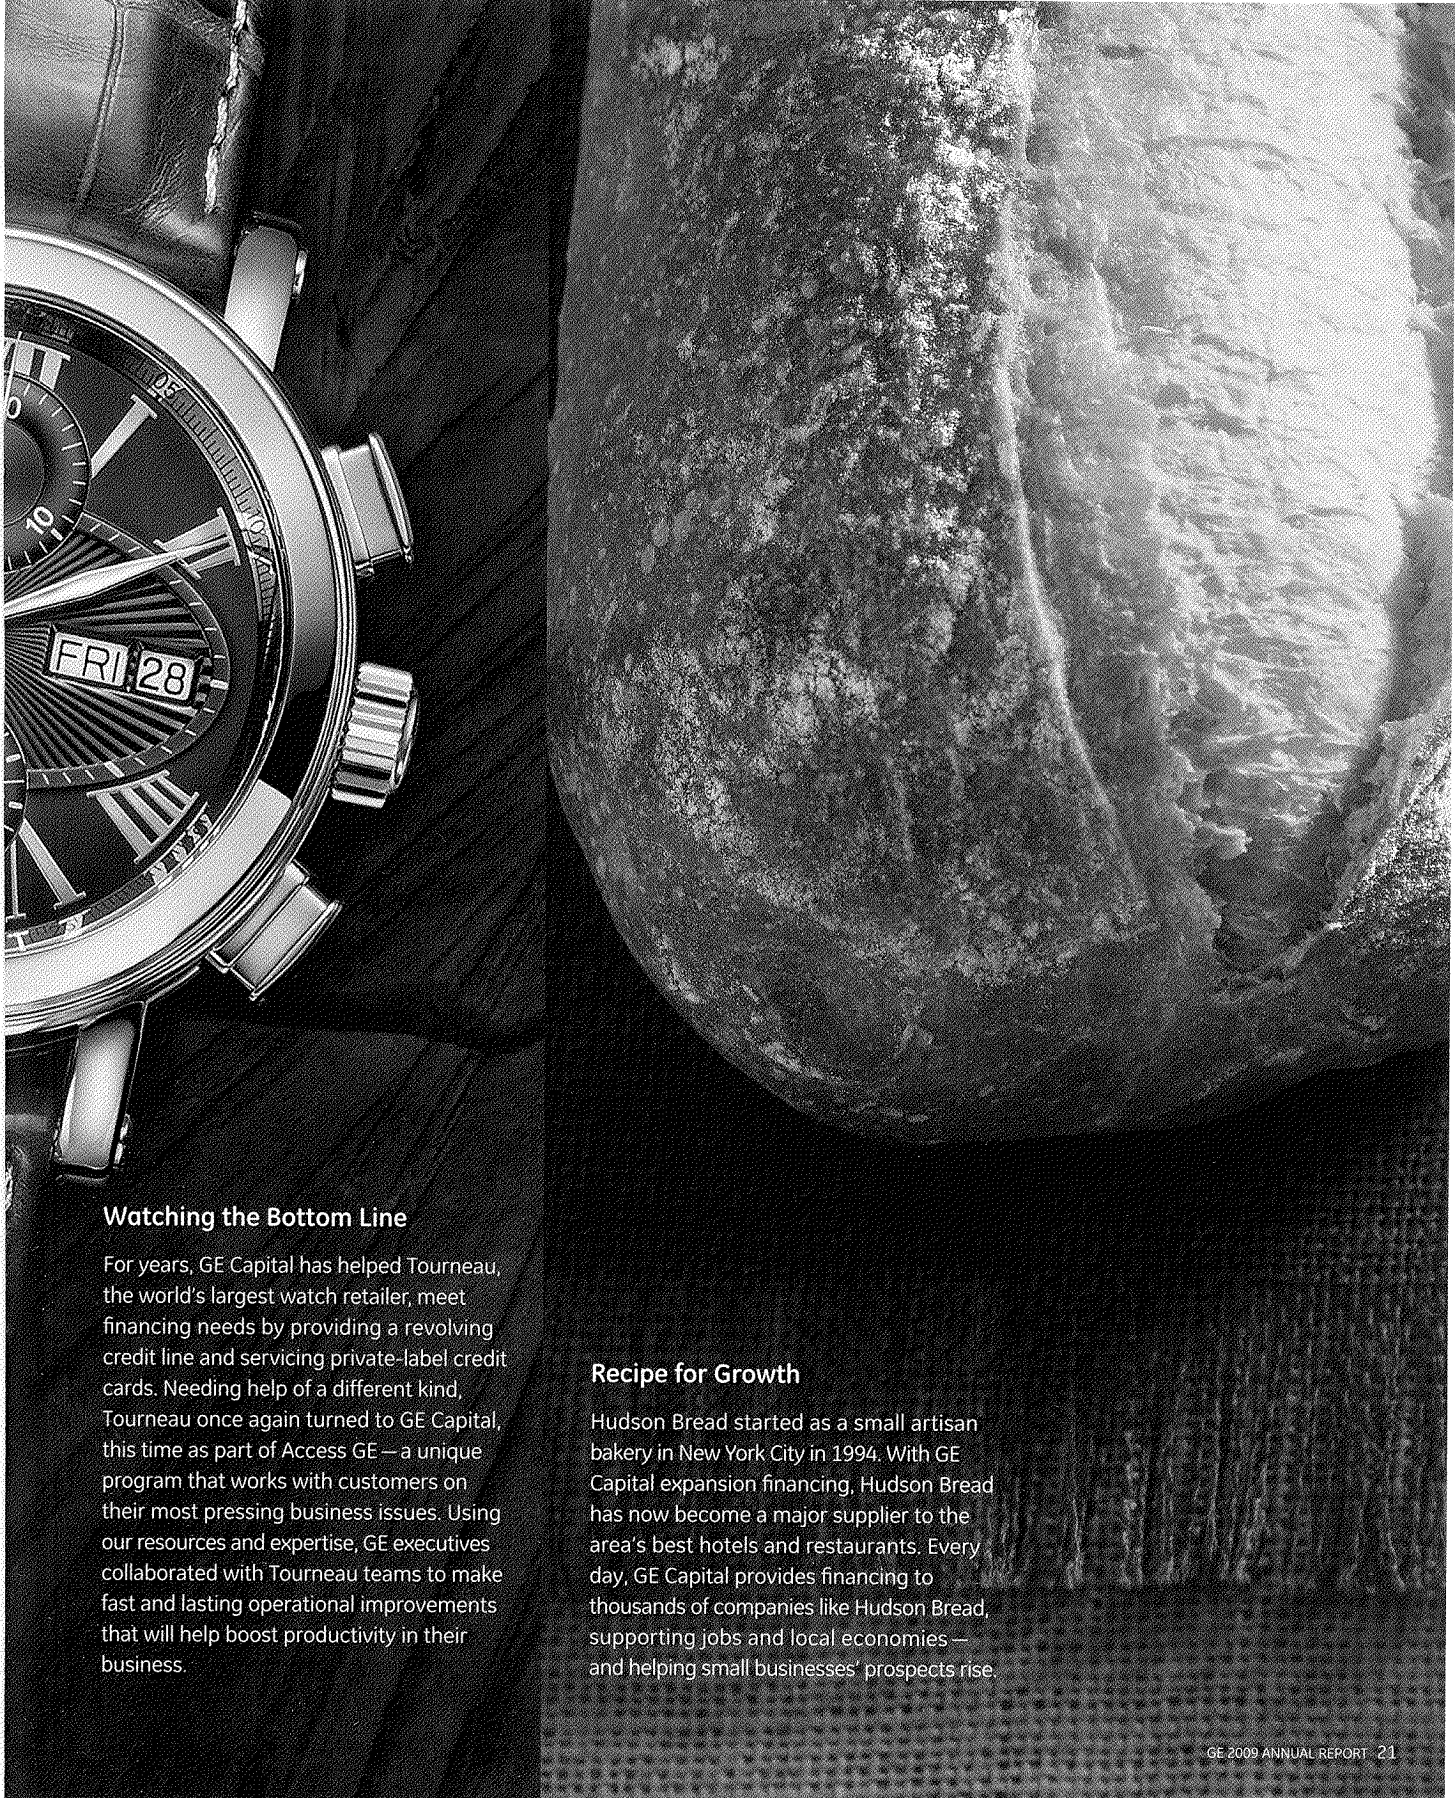 05
0
10
10
FRI 28
Watching the Bottom Line
For years, GE Capital has helped Tourneau,
the world's largest watch retailer, meet
financing needs by providing a revolving
credit line and servicing private-label credit
cards. Needing help of a different kind,
Tourneau once again turned to GE Capital,
this time as part of Access GE—a unique
program that works with customers on
their most pressing business issues. Using
our resources and expertise, GE executives
collaborated with Tourneau teams to make
fast and lasting operational improvements
that will help boost productivity in their
business.
Recipe for Growth
Hudson Bread started as a small artisan
bakery in New York City in 1994. With GE
Capital expansion financing, Hudson Bread
has now become a major supplier to the
area's best hotels and restaurants. Every
day, GE Capital provides financing to
thousands of companies like Hudson Bread,
supporting jobs and local economies—
and helping small businesses' prospects rise.
GE 2009 ANNUAL REPORT 21